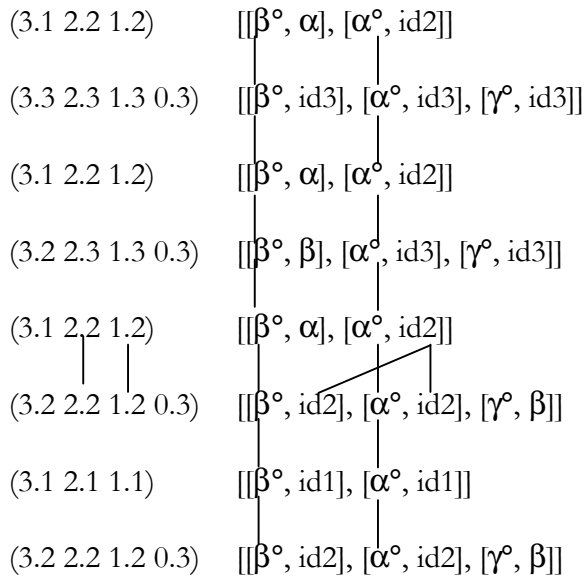 (3.1 2.2 1.2) [[β°, α], [α°, id2]]
(3.3 2.3 1.3 0.3) [[β°, id3], [α°, id3], [γ°, id3]]
(3.1 2.2 1.2) [[β°, α], [α°, id2]]
(3.2 2.3 1.3 0.3) [[β°, β], [α°, id3], [γ°, id3]]
(3.1 2.2 1.2) [[β°, α], [α°, id2]]
(3.2 2.2 1.2 0.3) [[β°, id2], [α°, id2], [γ°, β]]
(3.1 2.1 1.1) [[β°, id1], [α°, id1]]
(3.2 2.2 1.2 0.3) [[β°, id2], [α°, id2], [γ°, β]]